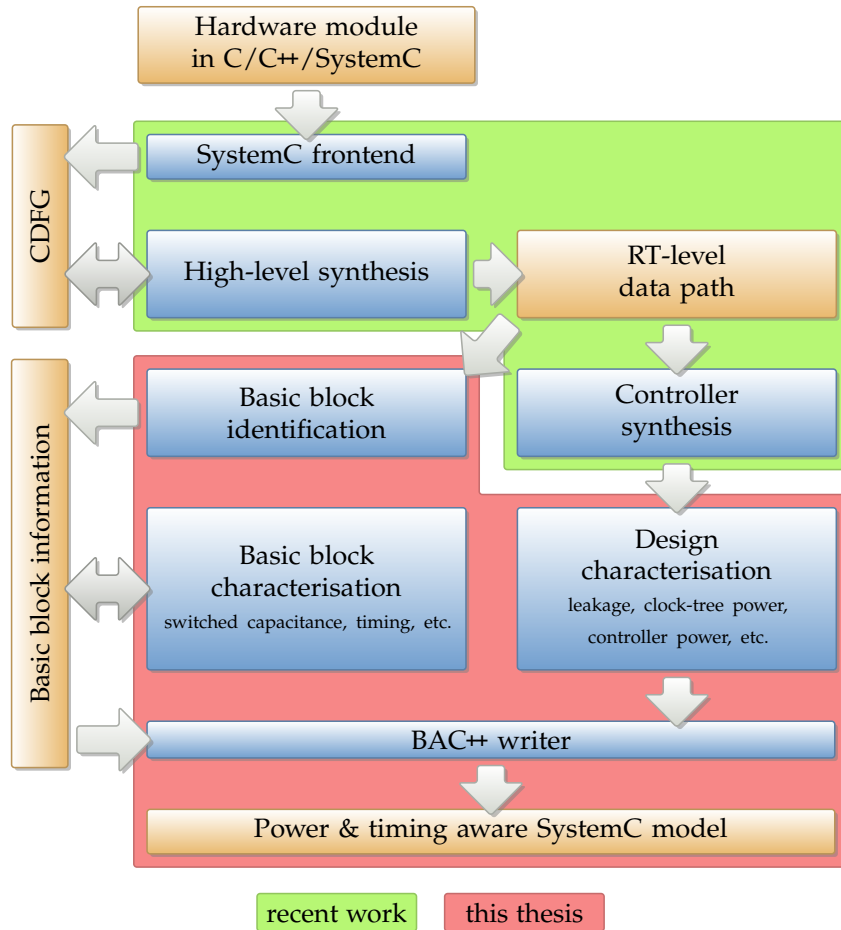 Hardware module
in C/C++/SystemC
SystemC frontend
CDFG
High-level synthesis
RT-level
data path
Basic block
identification
Controller
synthesis
Basic block information
Basic block
characterisation
switched capacitance, timing, etc.
Design
characterisation
leakage, clock-tree power,
controller power, etc.
BAC++ writer
Power & timing aware SystemC model
recent work
this thesis